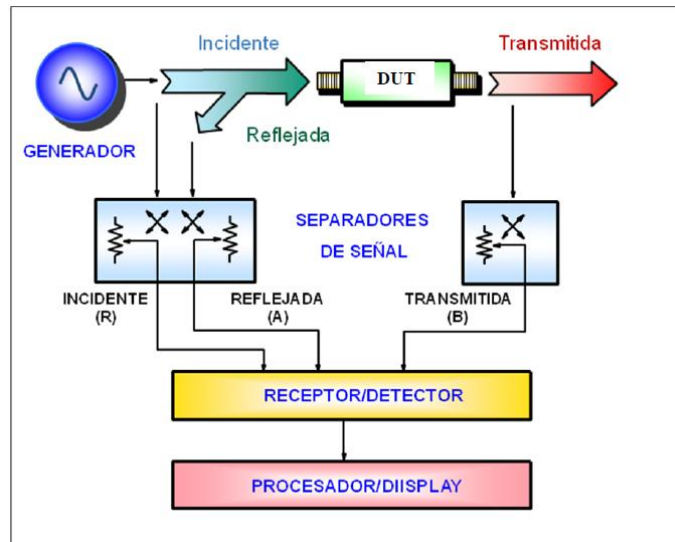 Incidente
Transmitida
DUT
Reflejada
GENERADOR
SEPARADORES
DE SEÑAL
INCIDENTE
(R)
REFLEJADA
(A)
TRANSMITIDA
(B)
RECEPTOR/DETECTOR
PROCESADOR/DIISPLAY